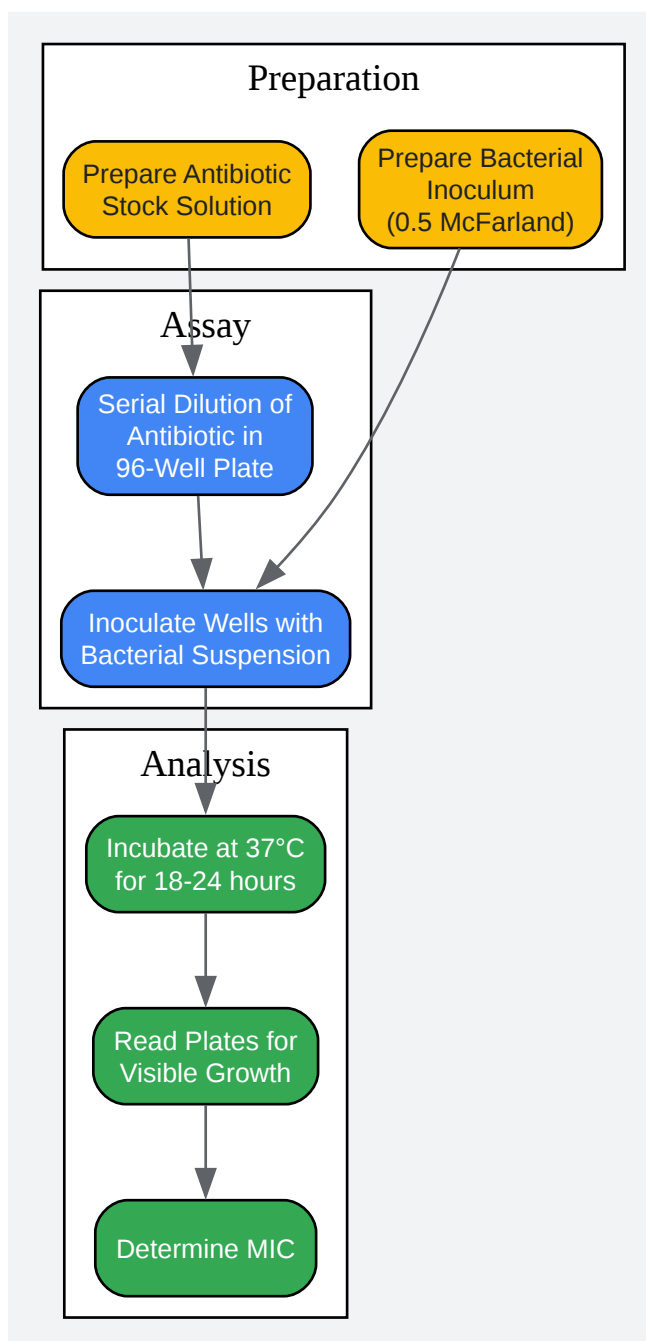 Preparation
Prepare Antibiotic
Stock Solution
Prepare Bacterial
Inoculum
(0.5 McFarland)
Assay
Serial Dilution of
Antibiotic in
96-Well Plate
Inoculate Wells with
Bacterial Suspension
Analysis
Incubate at 37°C
for 18-24 hours
Read Plates for
Visible Growth
Determine MIC